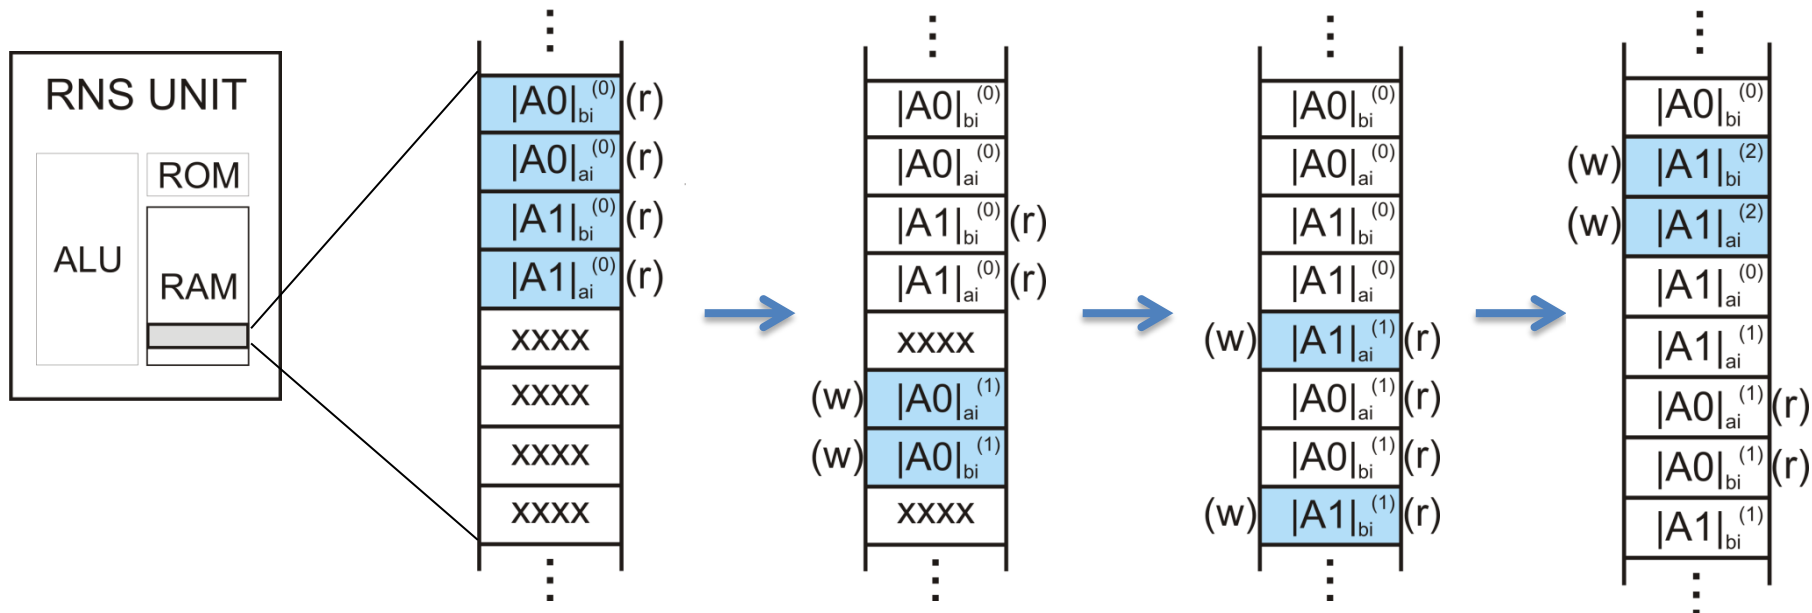 RNS UNIT
ALU
ROM
RAM
|A0|bi(0) (r)
|A0|ai(0) (r)
|A1|bi(0) (r)
|A1|ai(0) (r)
xxxx
xxxx
xxxx
xxxx
|A0|bi(0)
|A0|ai(0)
|A1|bi(0) (r)
|A1|ai(0) (r)
xxxx
(w) |A0|ai(1)
(w) |A0|bi(1)
xxxx
|A0|bi(0)
|A0|ai(0)
|A1|bi(0)
|A1|ai(0)
(w) |A1|ai(1) (r)
|A0|ai(1) (r)
|A0|bi(1) (r)
(w) |A1|bi(1) (r)
|A0|bi(0)
(w) |A1|bi(2)
(w) |A1|ai(2)
|A1|ai(0)
|A1|ai(1)
|A0|ai(1) (r)
|A0|bi(1) (r)
|A1|bi(1)